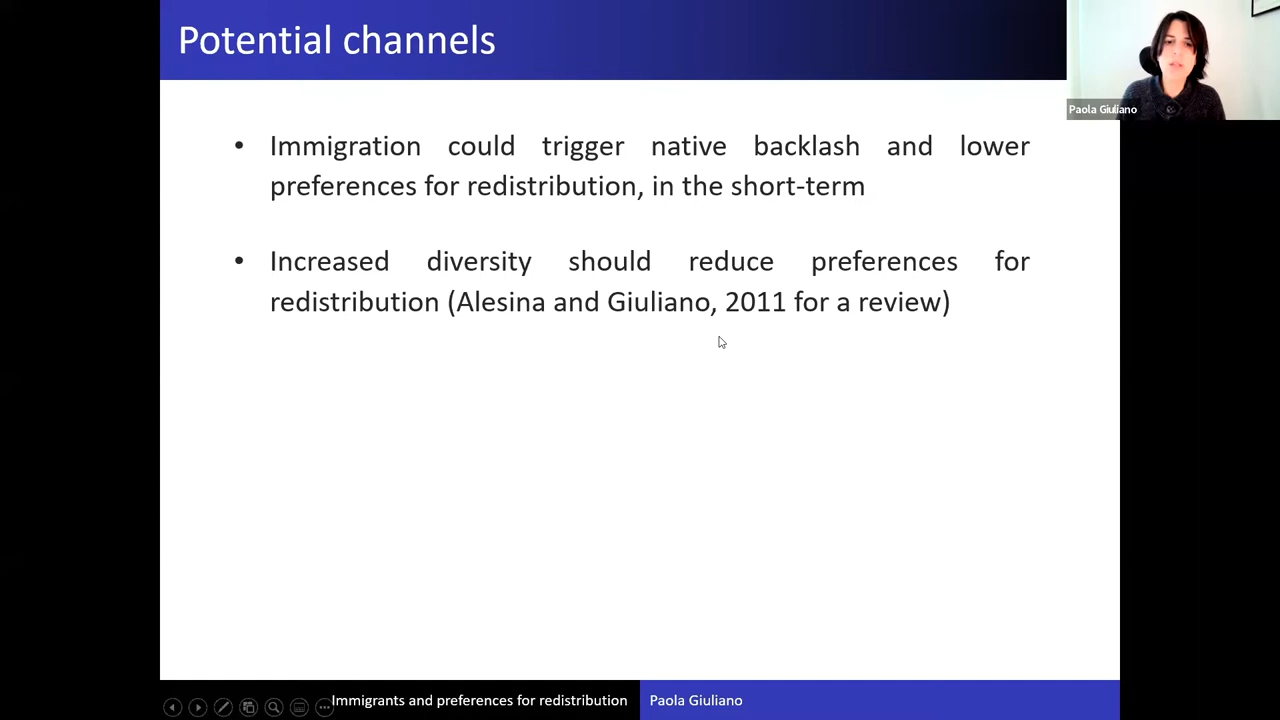 Potential channels
Paola Giuliano
• Immigration could trigger native backlash and lower
preferences for redistribution, in the short-term
• Increased diversity should reduce preferences for
redistribution (Alesina and Giuliano, 2011 for a review)
Immigrants and preferences for redistribution
Paola Giuliano